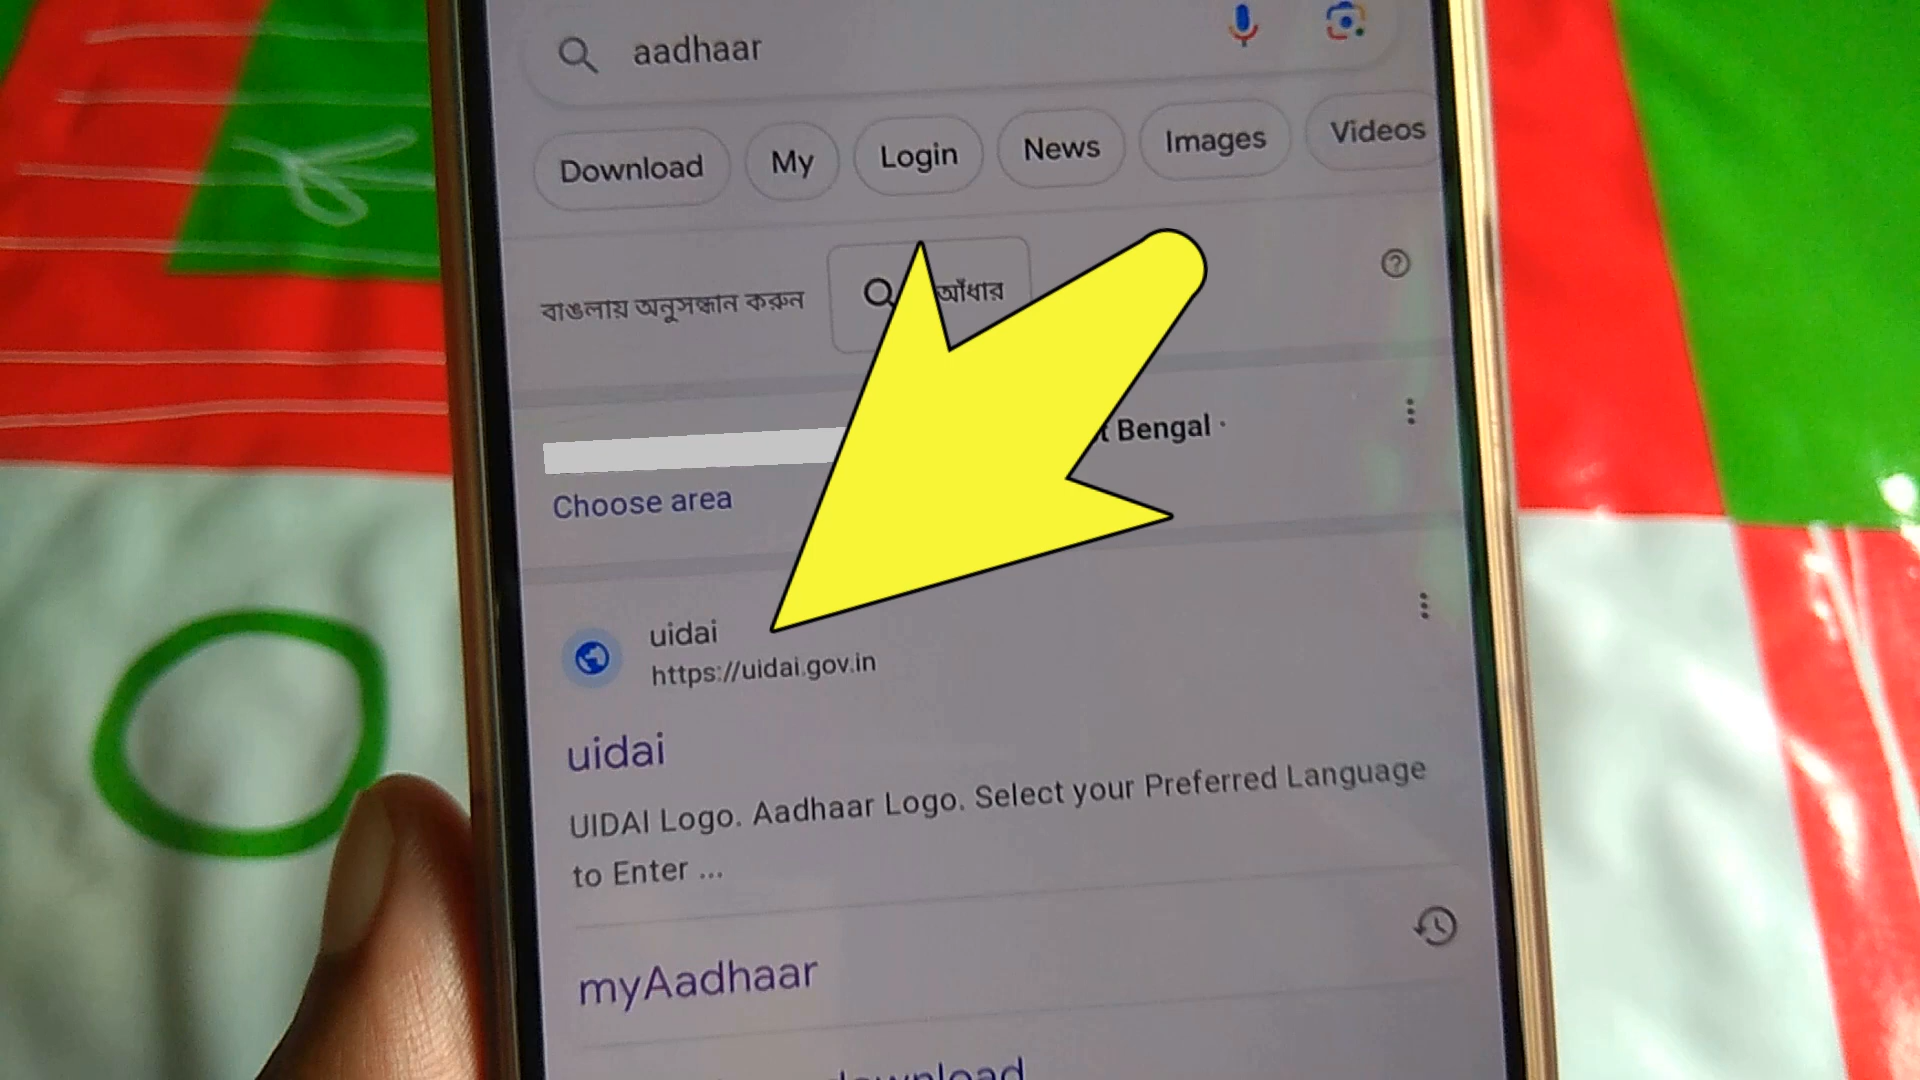 aadhaar
Download My Login News Images Videos
বাঙলায় অনুসন্ধান করুন আঁধার
Bengal ·
Choose area
uidai
https://uidai.gov.in
uidai
UIDAI Logo. Aadhaar Logo. Select your Preferred Language
to Enter ...
myAadhaar
download